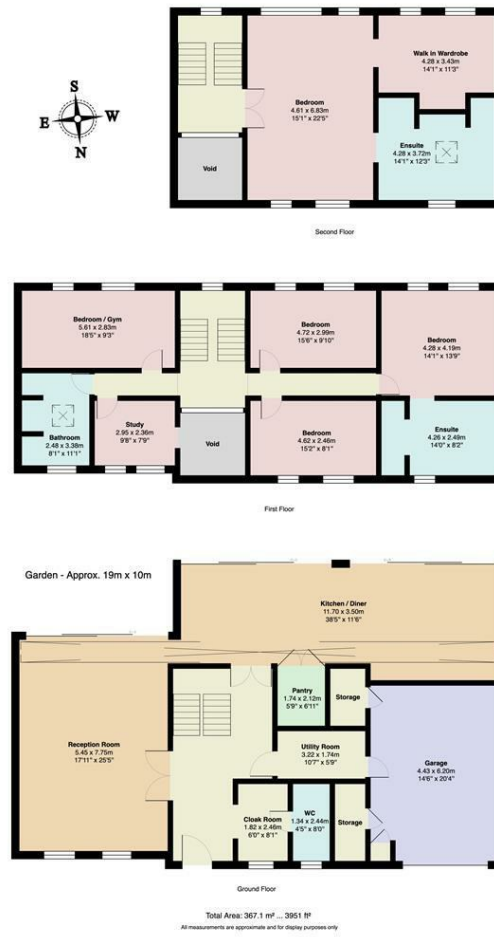 S
E W
N
Bedroom
4.61 x 6.83m
15'1" x 22'5"
Walk in Wardrobe
4.28 x 3.43m
14'1" x 11'3"
Ensuite
4.28 x 3.72m
14'1" x 12'3"
Void
Second Floor
Bedroom / Gym
5.61 x 2.83m
18'5" x 9'3"
Bedroom
4.72 x 2.99m
15'6" x 9'10"
Bedroom
4.28 x 4.19m
14'1" x 13'9"
Bathroom
2.48 x 3.38m
8'1" x 11'1"
Study
2.95 x 2.36m
9'8" x 7'9"
Void
Bedroom
4.62 x 2.46m
15'2" x 8'1"
Ensuite
4.26 x 2.49m
14'0" x 8'2"
First Floor
Garden - Approx. 19m x 10m
Kitchen / Diner
11.70 x 3.50m
38'5" x 11'6"
Pantry
1.74 x 2.12m
5'9" x 6'11"
Storage
Reception Room
5.45 x 7.75m
17'11" x 25'5"
Utility Room
3.22 x 1.74m
10'7" x 5'9"
Garage
4.43 x 6.20m
14'6" x 20'4"
Cloak Room
1.82 x 2.46m
6'0" x 8'1"
WC
1.34 x 2.44m
4'5" x 8'0"
Storage
Ground Floor
Total Area: 367.1 m² ... 3951 ft²
All measurements are approximate and for display purposes only